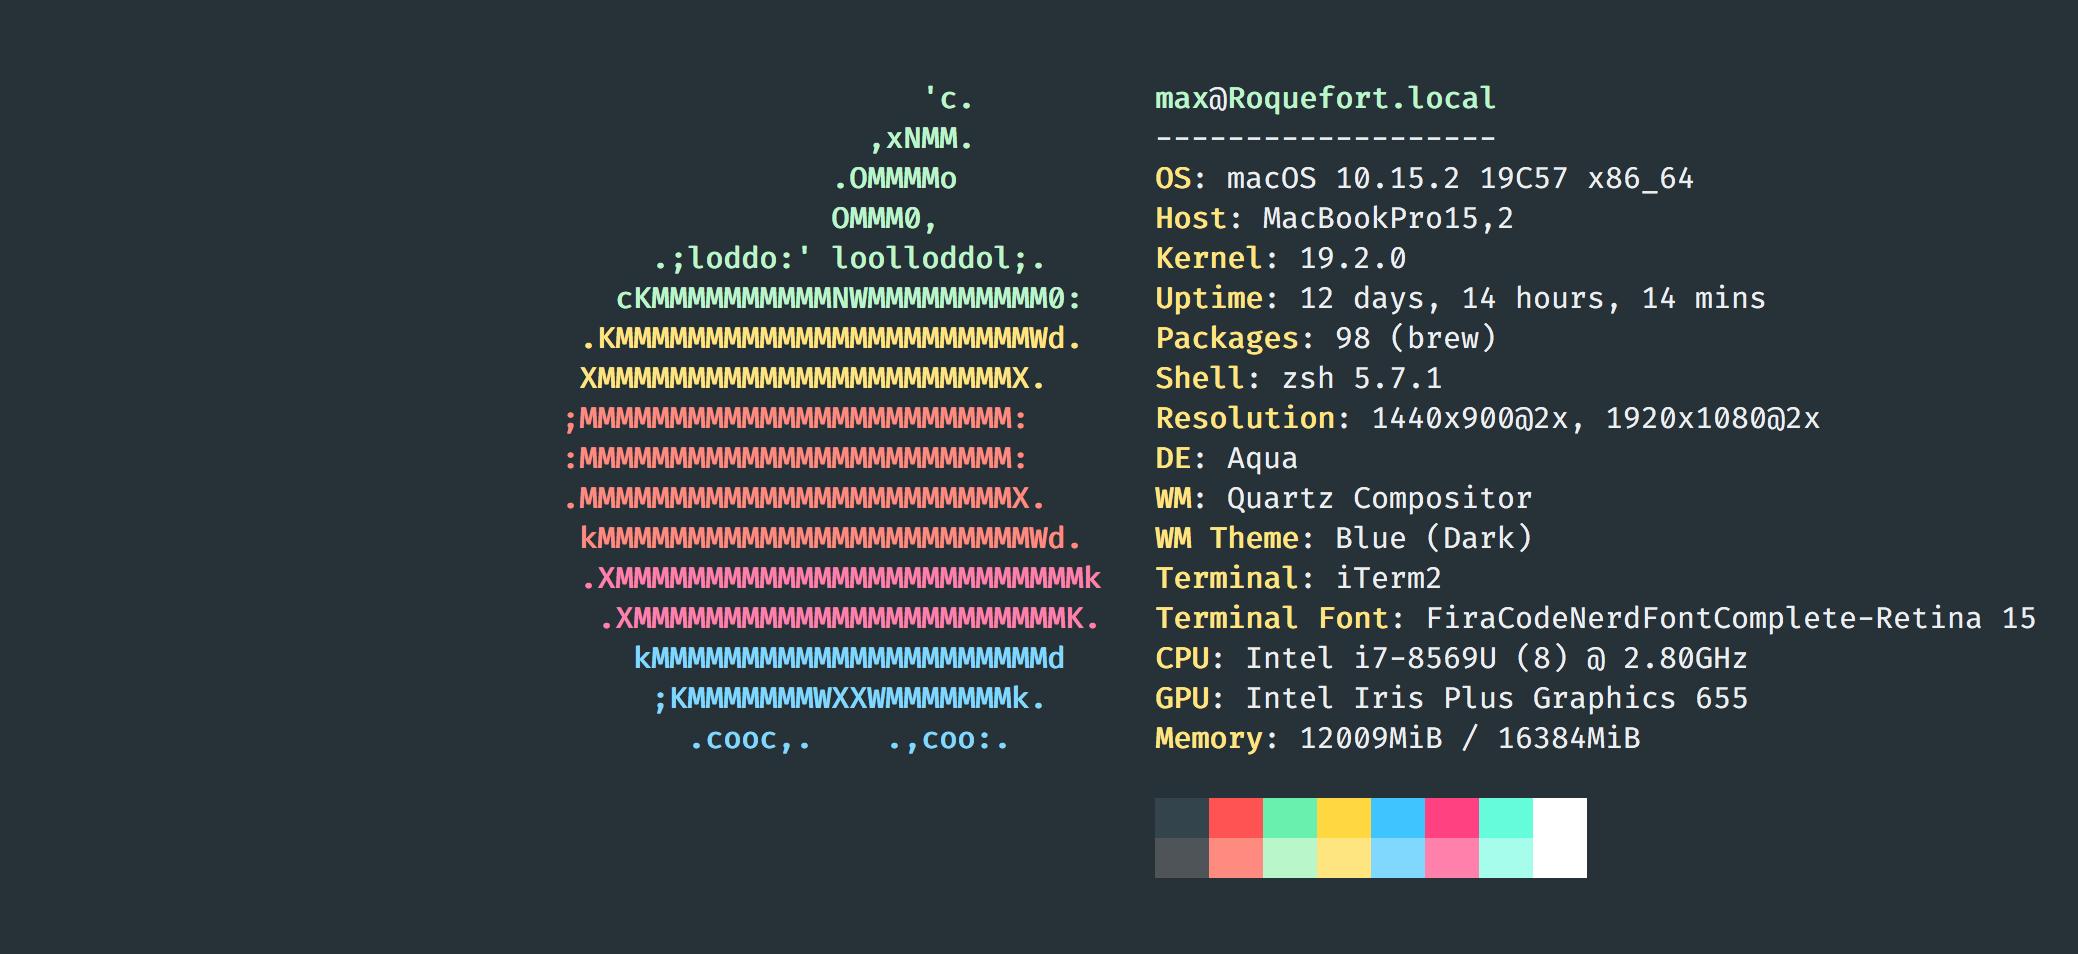 'c.
,xNMM.
.OMMMMo
OMMM0,
.;loddo:' loolloddol;.
cKMMMMMMMMMMNWMMMMMMMMMM0:
.KMMMMMMMMMMMMMMMMMMMMMMMWd.
XMMMMMMMMMMMMMMMMMMMMMMMX.
;MMMMMMMMMMMMMMMMMMMMMMMM:
:MMMMMMMMMMMMMMMMMMMMMMMM:
.MMMMMMMMMMMMMMMMMMMMMMMMX.
kMMMMMMMMMMMMMMMMMMMMMMMMWd.
.XMMMMMMMMMMMMMMMMMMMMMMMMMMk
.XMMMMMMMMMMMMMMMMMMMMMMMMK.
kMMMMMMMMMMMMMMMMMMMMMMd
;KMMMMMMMWXXWMMMMMMMk.
.cooc,.    .,coo:.
max@Roquefort.local
-------------------
OS: macOS 10.15.2 19C57 x86_64
Host: MacBookPro15,2
Kernel: 19.2.0
Uptime: 12 days, 14 hours, 14 mins
Packages: 98 (brew)
Shell: zsh 5.7.1
Resolution: 1440x900@2x, 1920x1080@2x
DE: Aqua
WM: Quartz Compositor
WM Theme: Blue (Dark)
Terminal: iTerm2
Terminal Font: FiraCodeNerdFontComplete-Retina 15
CPU: Intel i7-8569U (8) @ 2.80GHz
GPU: Intel Iris Plus Graphics 655
Memory: 12009MiB / 16384MiB